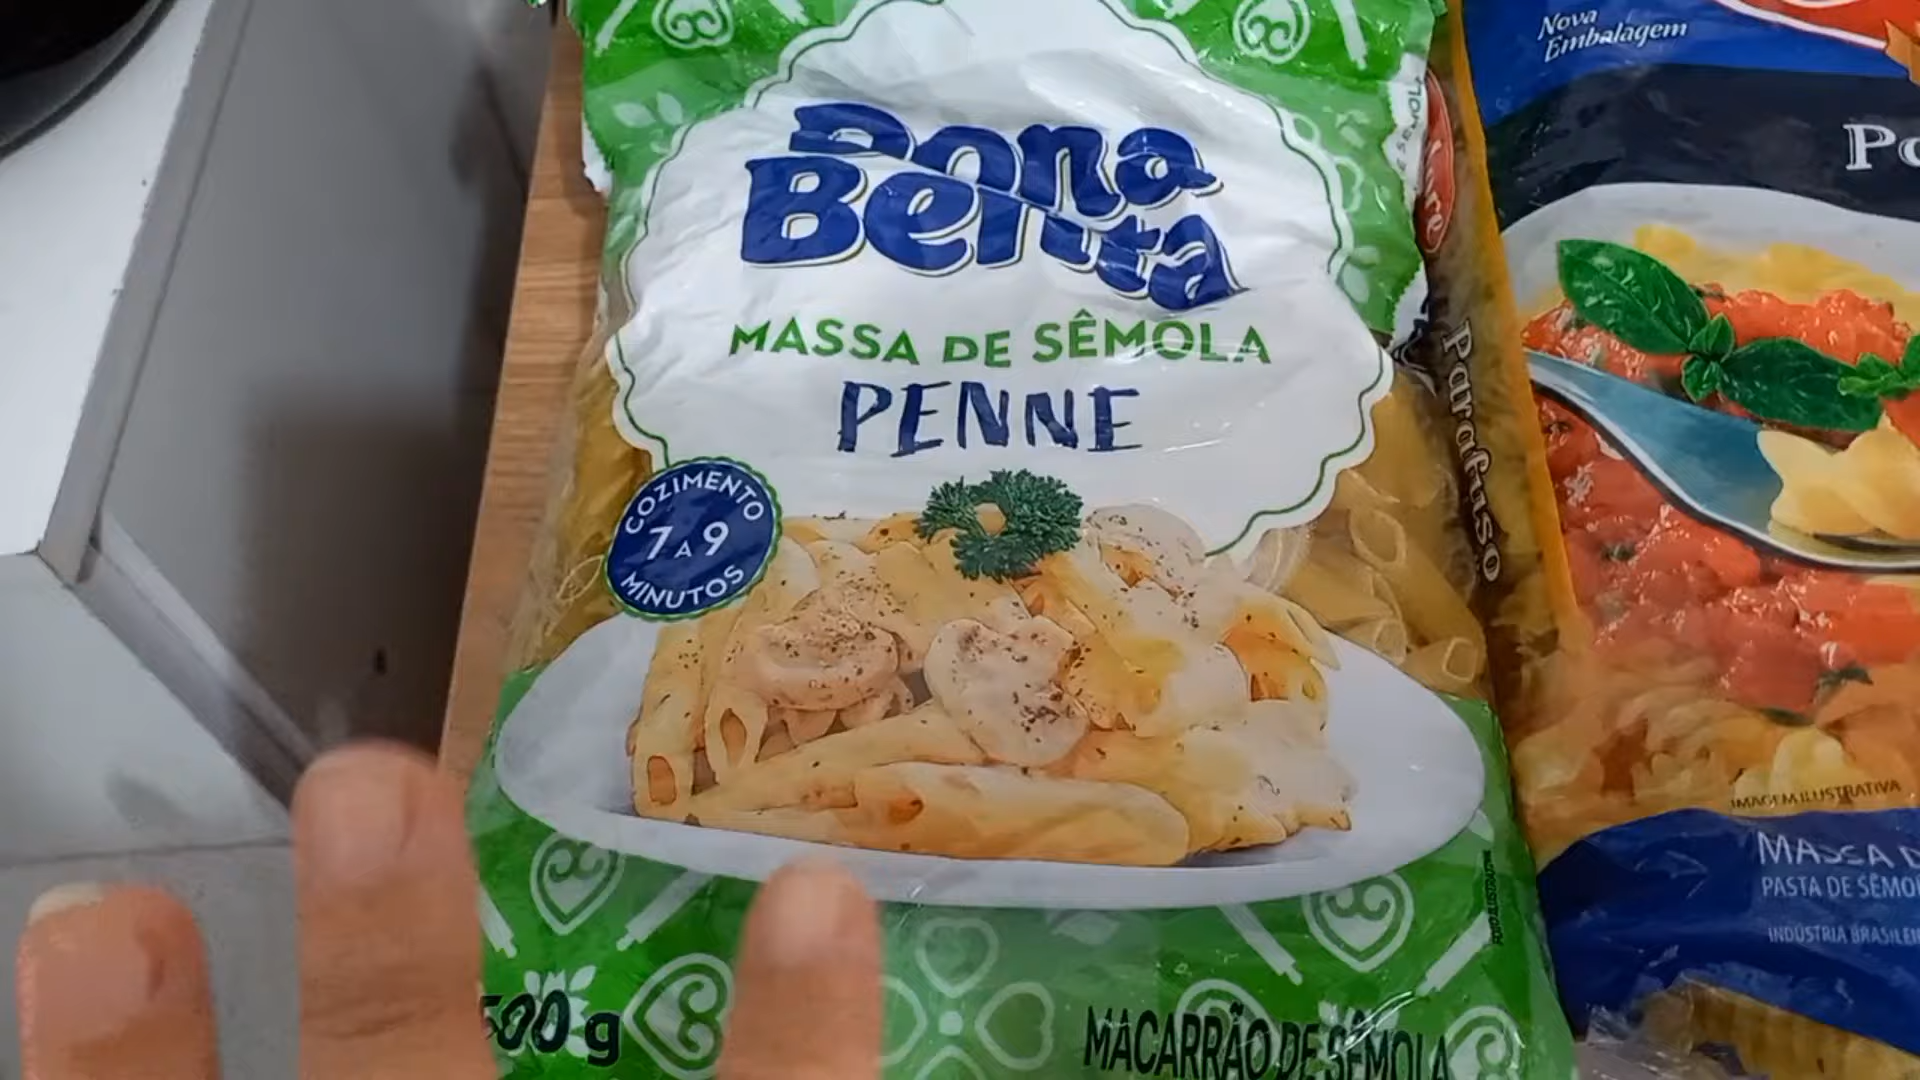 Dona
Benta
MASSA DE SÊMOLA
PENNE
COZIMENTO
7 A 9
MINUTOS
500 g
MACARRÃO DE SÊMOLA
Nova
Embalagem
Parafuso
IMAGEM ILUSTRATIVA
MASSA D
PASTA DE SÊMO
INDÚSTRIA BRASILE